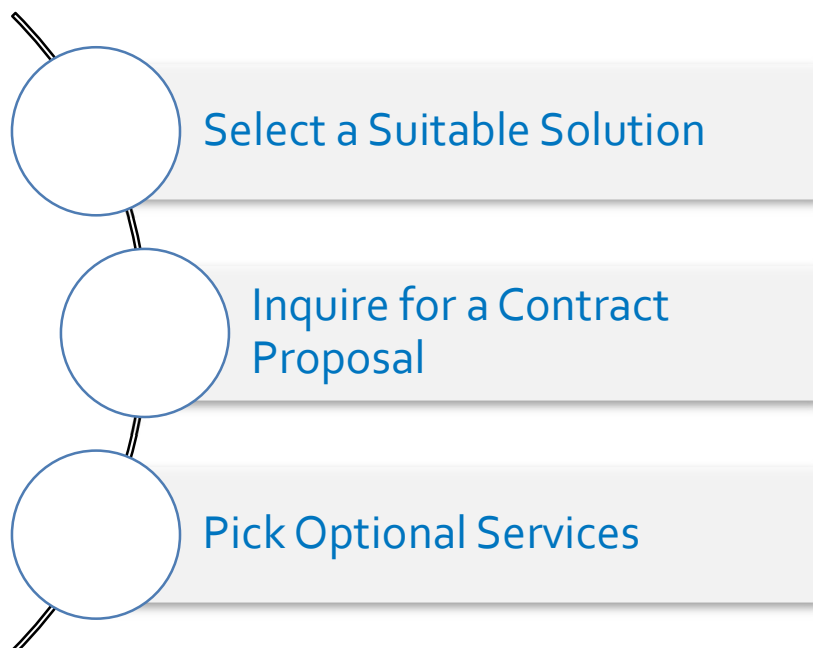 Select a Suitable Solution
Inquire for a Contract
Proposal
Pick Optional Services